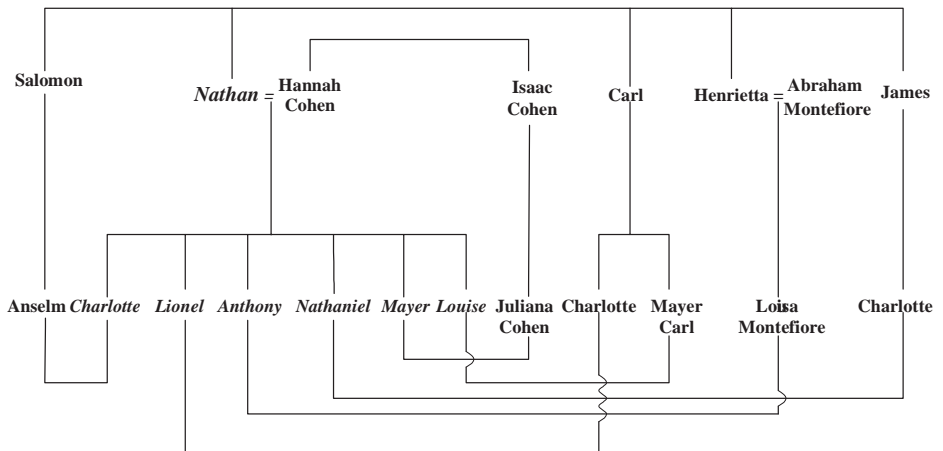 Salomon
Nathan = Hannah Cohen
Isaac Cohen
Carl
Henrietta = Abraham Montefiore
James
Anselm
Charlotte
Lionel
Anthony
Nathaniel
Mayer
Louise
Juliana Cohen
Charlotte
Mayer Carl
Louisa Montefiore
Charlotte